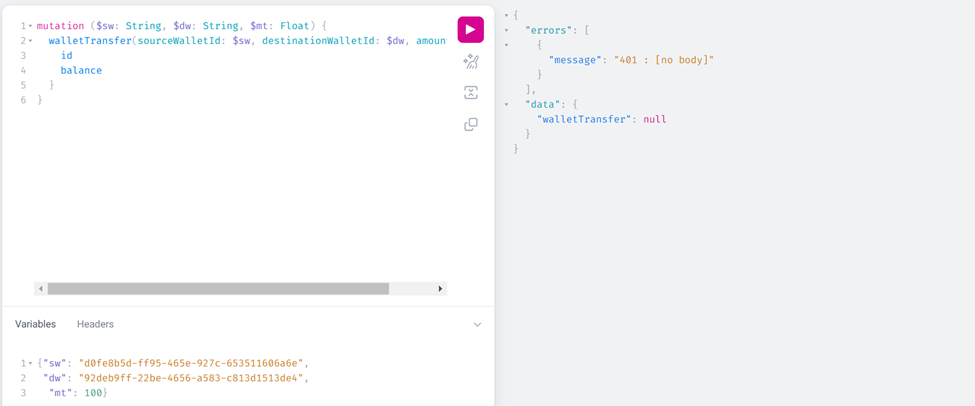 1 mutation ($sw: String, $dw: String, $mt: Float) {
2 walletTransfer(sourceWalletId: $sw, destinationWalletId: $dw, amoun
3 id
4 balance
5 }
6 }
Variables Headers
1 {"sw": "d0fe8b5d-ff95-465e-927c-653511606a6e",
2 "dw": "92deb9ff-22be-4656-a583-c813d1513de4",
3 "mt": 100}
{
"errors": [
{
"message": "401 : [no body]"
}
],
"data": {
"walletTransfer": null
}
}